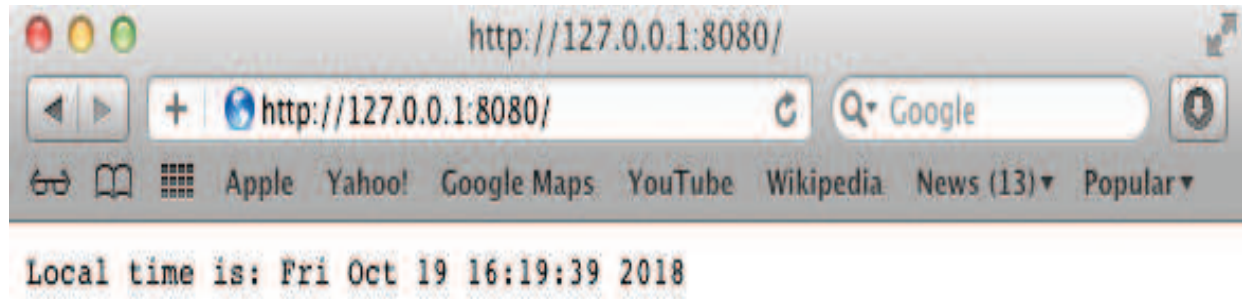 http://127.0.0.1:8080/
http://127.0.0.1:8080/ Google
Apple Yahoo! Google Maps YouTube Wikipedia News (13) Popular
Local time is: Fri Oct 19 16:19:39 2018